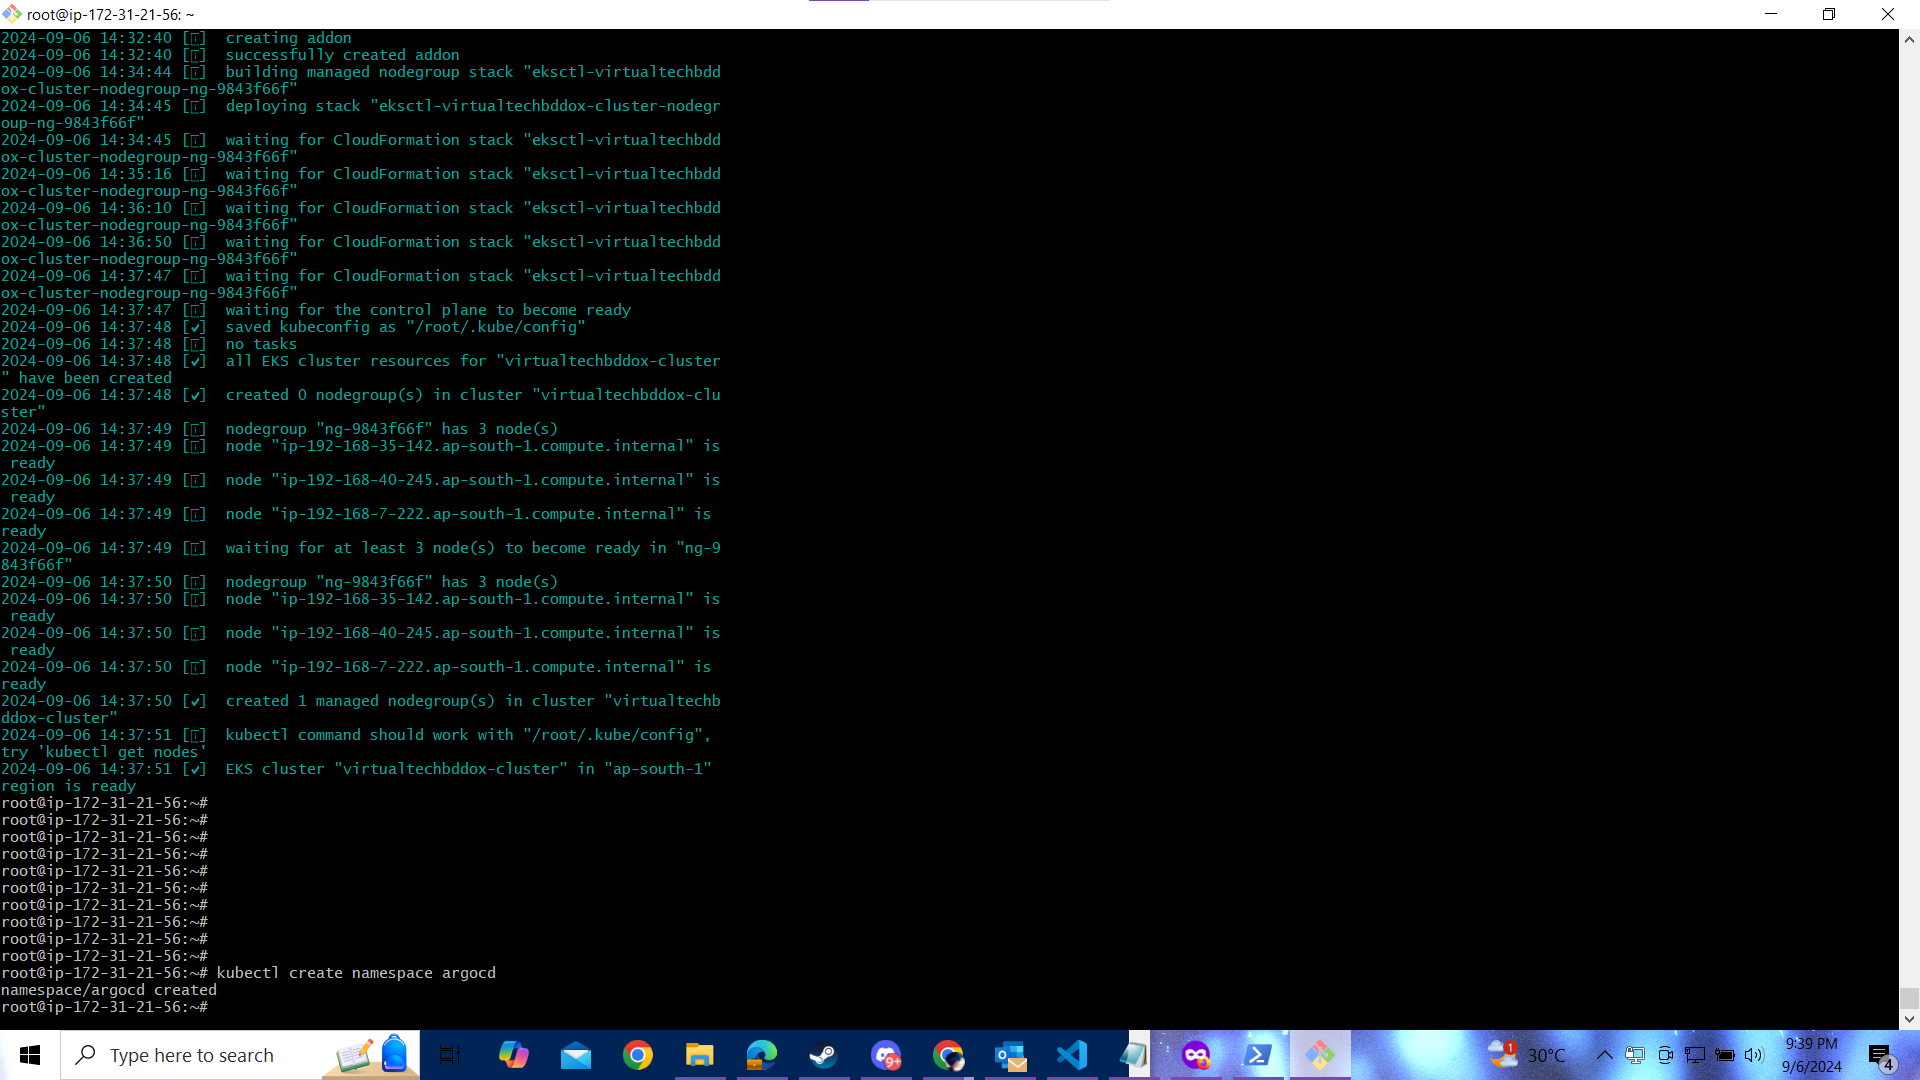 root@ip-172-31-21-56: ~
2024-09-06 14:32:40 [i]  creating addon
2024-09-06 14:32:40 [i]  successfully created addon
2024-09-06 14:34:44 [i]  building managed nodegroup stack "eksctl-virtualtechbdd
ox-cluster-nodegroup-ng-9843f66f"
2024-09-06 14:34:45 [i]  deploying stack "eksctl-virtualtechbddox-cluster-nodegr
oup-ng-9843f66f"
2024-09-06 14:34:45 [i]  waiting for CloudFormation stack "eksctl-virtualtechbdd
ox-cluster-nodegroup-ng-9843f66f"
2024-09-06 14:35:16 [i]  waiting for CloudFormation stack "eksctl-virtualtechbdd
ox-cluster-nodegroup-ng-9843f66f"
2024-09-06 14:36:10 [i]  waiting for CloudFormation stack "eksctl-virtualtechbdd
ox-cluster-nodegroup-ng-9843f66f"
2024-09-06 14:36:50 [i]  waiting for CloudFormation stack "eksctl-virtualtechbdd
ox-cluster-nodegroup-ng-9843f66f"
2024-09-06 14:37:47 [i]  waiting for CloudFormation stack "eksctl-virtualtechbdd
ox-cluster-nodegroup-ng-9843f66f"
2024-09-06 14:37:47 [i]  waiting for the control plane to become ready
2024-09-06 14:37:48 [✔]  saved kubeconfig as "/root/.kube/config"
2024-09-06 14:37:48 [i]  no tasks
2024-09-06 14:37:48 [✔]  all EKS cluster resources for "virtualtechbddox-cluster
" have been created
2024-09-06 14:37:48 [✔]  created 0 nodegroup(s) in cluster "virtualtechbddox-clu
ster"
2024-09-06 14:37:49 [i]  nodegroup "ng-9843f66f" has 3 node(s)
2024-09-06 14:37:49 [i]  node "ip-192-168-35-142.ap-south-1.compute.internal" is
 ready
2024-09-06 14:37:49 [i]  node "ip-192-168-40-245.ap-south-1.compute.internal" is
 ready
2024-09-06 14:37:49 [i]  node "ip-192-168-7-222.ap-south-1.compute.internal" is
ready
2024-09-06 14:37:49 [i]  waiting for at least 3 node(s) to become ready in "ng-9
843f66f"
2024-09-06 14:37:50 [i]  nodegroup "ng-9843f66f" has 3 node(s)
2024-09-06 14:37:50 [i]  node "ip-192-168-35-142.ap-south-1.compute.internal" is
 ready
2024-09-06 14:37:50 [i]  node "ip-192-168-40-245.ap-south-1.compute.internal" is
 ready
2024-09-06 14:37:50 [i]  node "ip-192-168-7-222.ap-south-1.compute.internal" is
ready
2024-09-06 14:37:50 [✔]  created 1 managed nodegroup(s) in cluster "virtualtechb
ddox-cluster"
2024-09-06 14:37:51 [i]  kubectl command should work with "/root/.kube/config",
try 'kubectl get nodes'
2024-09-06 14:37:51 [✔]  EKS cluster "virtualtechbddox-cluster" in "ap-south-1"
region is ready
root@ip-172-31-21-56:~#
root@ip-172-31-21-56:~#
root@ip-172-31-21-56:~#
root@ip-172-31-21-56:~#
root@ip-172-31-21-56:~#
root@ip-172-31-21-56:~#
root@ip-172-31-21-56:~#
root@ip-172-31-21-56:~#
root@ip-172-31-21-56:~#
root@ip-172-31-21-56:~#
root@ip-172-31-21-56:~# kubectl create namespace argocd
namespace/argocd created
root@ip-172-31-21-56:~#
Type here to search
9+
1
30°C
9:39 PM
9/6/2024
4